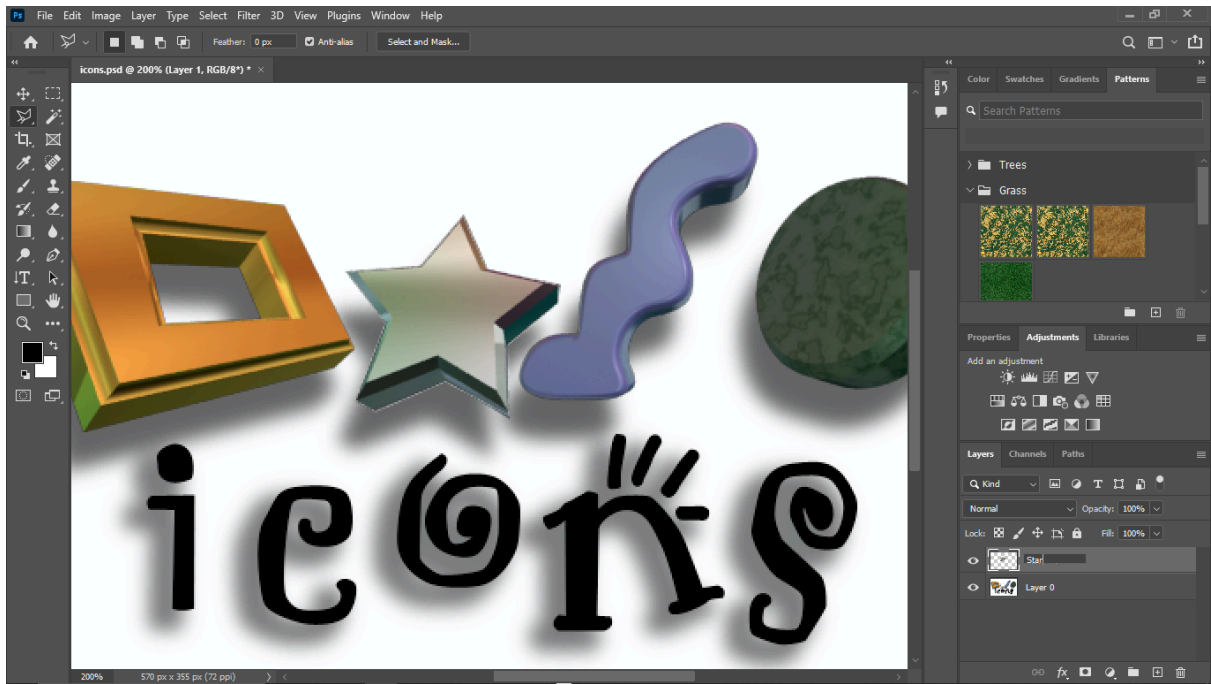 Ps File Edit Image Layer Type Select Filter 3D View Plugins Window Help
Feather: 0 px Anti-alias Select and Mask...
icons.psd @ 200% (Layer 1, RGB/8*) * ×
Color Swatches Gradients Patterns
Search Patterns
Trees
Grass
Properties Adjustments Libraries
Add an adjustment
icons
Layers Channels Paths
Kind
Normal Opacity: 100%
Lock: Fill: 100%
Star
Layer 0
200% 570 px x 355 px (72 ppi)